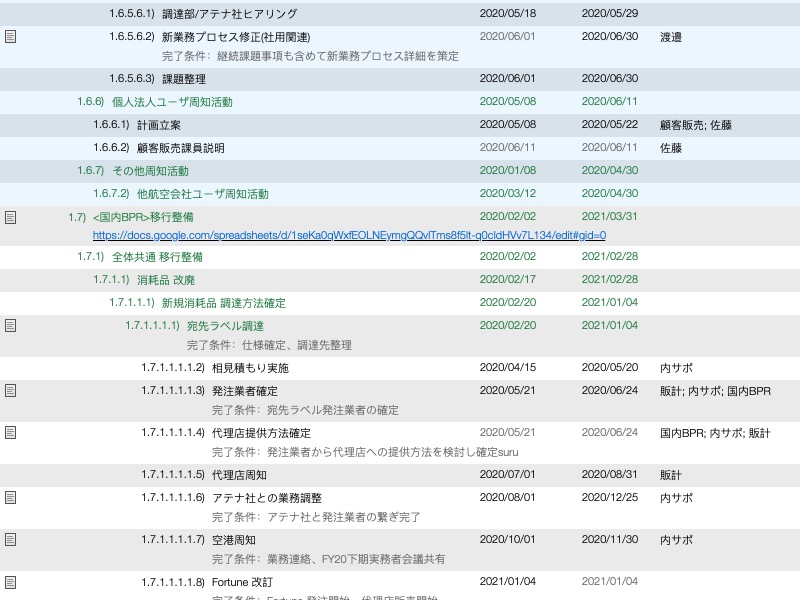 1.6.5.6.1) 調達部/アテナ社ヒアリング 2020/05/18 2020/05/29
1.6.5.6.2) 新業務プロセス修正(社用関連) 2020/06/01 2020/06/30 渡邉
完了条件: 継続課題事項も含めて新業務プロセス詳細を策定
1.6.5.6.3) 課題整理 2020/06/01 2020/06/30
1.6.6) 個人法人ユーザ周知活動 2020/05/08 2020/06/11
1.6.6.1) 計画立案 2020/05/08 2020/05/22 顧客販売; 佐藤
1.6.6.2) 顧客販売課員説明 2020/06/11 2020/06/11 佐藤
1.6.7) その他周知活動 2020/01/08 2020/04/30
1.6.7.2) 他航空会社ユーザ周知活動 2020/03/12 2020/04/30
1.7) <国内BPR>移行整備 2020/02/02 2021/03/31
1.7.1) 全体共通 移行整備 2020/02/02 2021/02/28
1.7.1.1) 消耗品 改廃 2020/02/17 2021/02/28
1.7.1.1.1) 新規消耗品 調達方法確定 2020/02/20 2021/01/04
1.7.1.1.1.1) 宛先ラベル調達 2020/02/20 2021/01/04
完了条件: 仕様確定、調達先整理
1.7.1.1.1.1.2) 相見積もり実施 2020/04/15 2020/05/20 内サポ
1.7.1.1.1.1.3) 発注業者確定 2020/05/21 2020/06/24 販計; 内サポ; 国内BPR
完了条件: 宛先ラベル発注業者の確定
1.7.1.1.1.1.4) 代理店提供方法確定 2020/05/21 2020/06/24 国内BPR; 内サポ; 販計
完了条件: 発注業者から代理店への提供方法を検討し確定suru
1.7.1.1.1.1.5) 代理店周知 2020/07/01 2020/08/31 販計
1.7.1.1.1.1.6) アテナ社との業務調整 2020/08/01 2020/12/25 内サポ
完了条件: アテナ社と発注業者の繋ぎ完了
1.7.1.1.1.1.7) 空港周知 2020/10/01 2020/11/30 内サポ
完了条件: 業務連絡、FY20下期実務者会議共有
1.7.1.1.1.1.8) Fortune 改訂 2021/01/04 2021/01/04